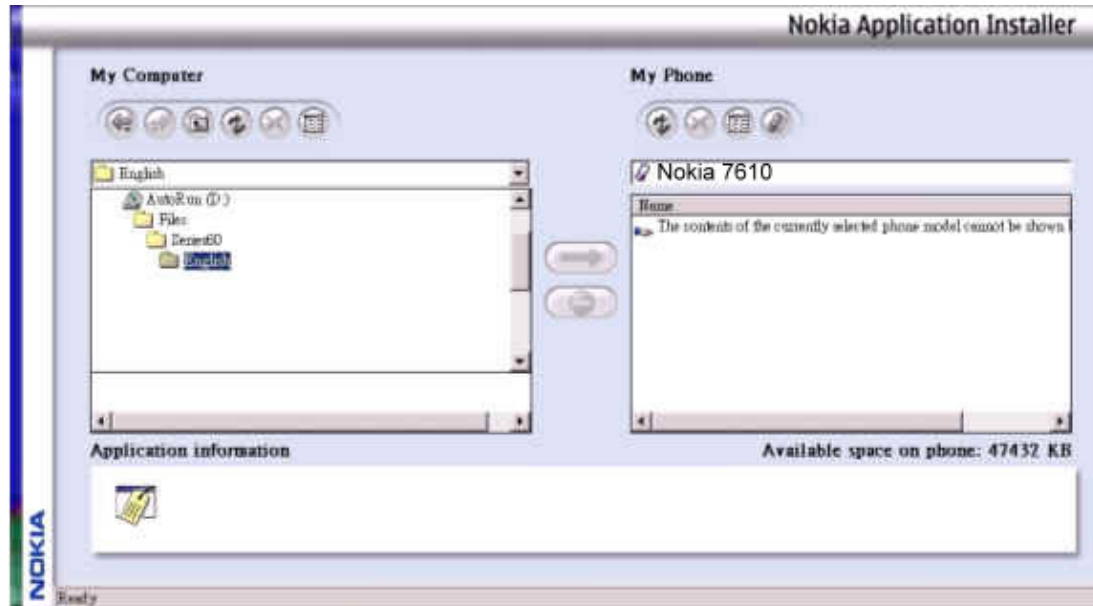 Nokia Application Installer
My Computer
My Phone
English
AutoRun (D:)
Files
Series60
English
Nokia 7610
Name
The contents of the currently selected phone model cannot be shown
Application information
Available space on phone: 47432 KB
NOKIA
Ready